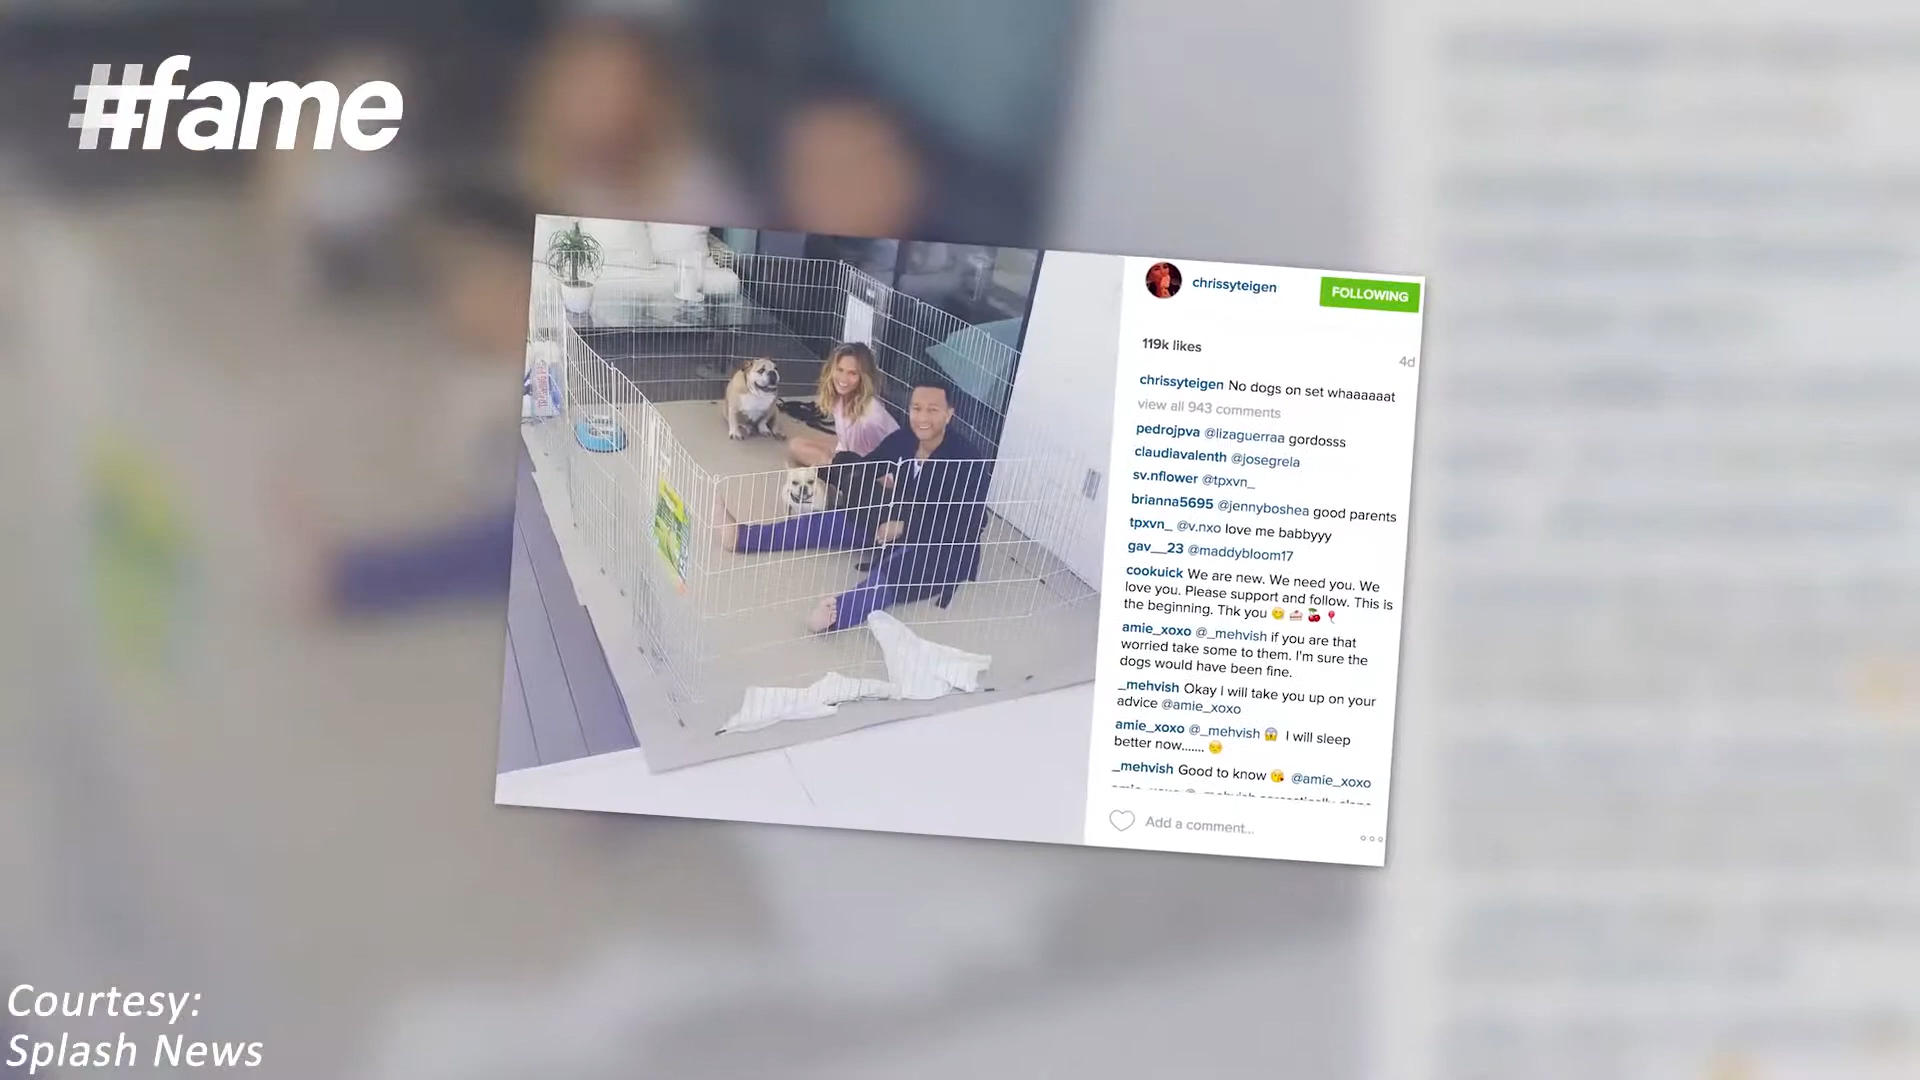 #fame
chrissyteigen
FOLLOWING
119k likes
4d
chrissyteigen No dogs on set whaaaaaat
view all 943 comments
pedrojpva @lizaguerraa gordosss
claudiavalenth @josegrela
sv.nflower @tpxvn_
brianna5695 @jennyboshea good parents
tpxvn_ @v.nxo love me babbyyy
gav__23 @maddybloom17
cookuick We are new. We need you. We
love you. Please support and follow. This is
the beginning. Thk you 😊 🍰 🍒 🎈
amie_xoxo @_mehvish if you are that
worried take some to them. I'm sure the
dogs would have been fine.
_mehvish Okay I will take you up on your
advice @amie_xoxo
amie_xoxo @_mehvish 😱 I will sleep
better now....... 😔
_mehvish Good to know 😘 @amie_xoxo
Add a comment...
Courtesy:
Splash News